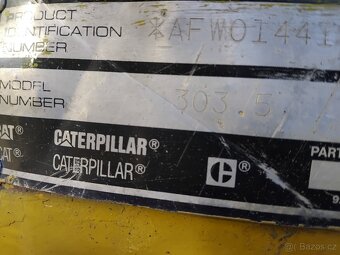 PRODUCT
IDENTIFICATION
NUMBER
*AFW01441
MODEL
NUMBER
303.5
CAT®
CAT®
CATERPILLAR®
CATERPILLAR®
C®
PART
bazos.cz